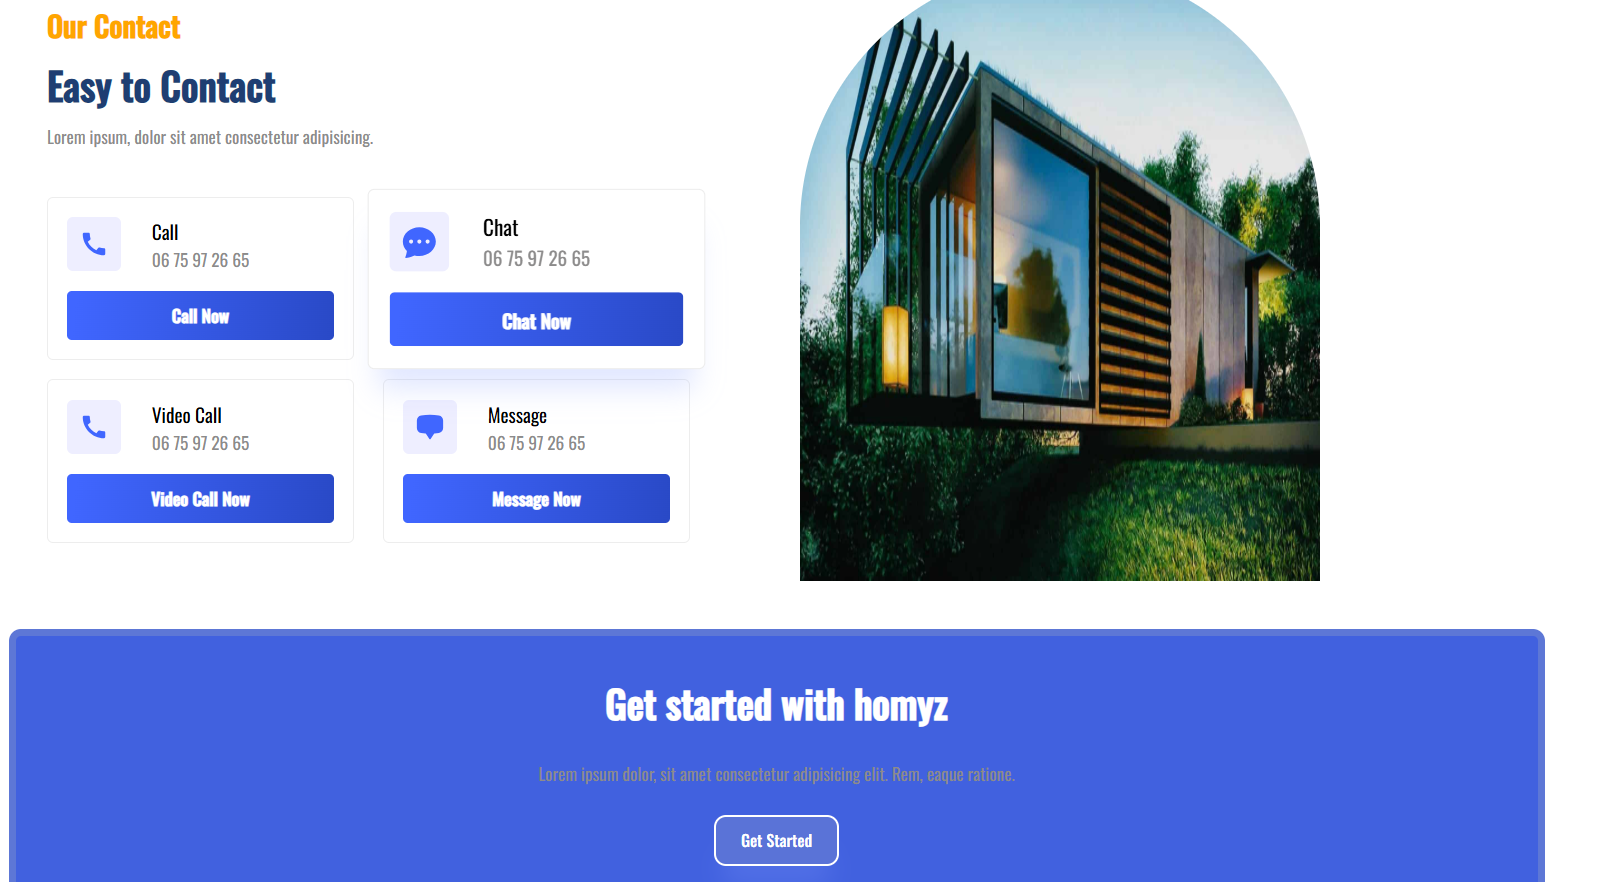 Our Contact
Easy to Contact
Lorem ipsum, dolor sit amet consectetur adipisicing.
Call
06 75 97 26 65
Call Now
Chat
06 75 97 26 65
Chat Now
Video Call
06 75 97 26 65
Video Call Now
Message
06 75 97 26 65
Message Now
Get started with homyz
Lorem ipsum dolor, sit amet consectetur adipisicing elit. Rem, eaque ratione.
Get Started